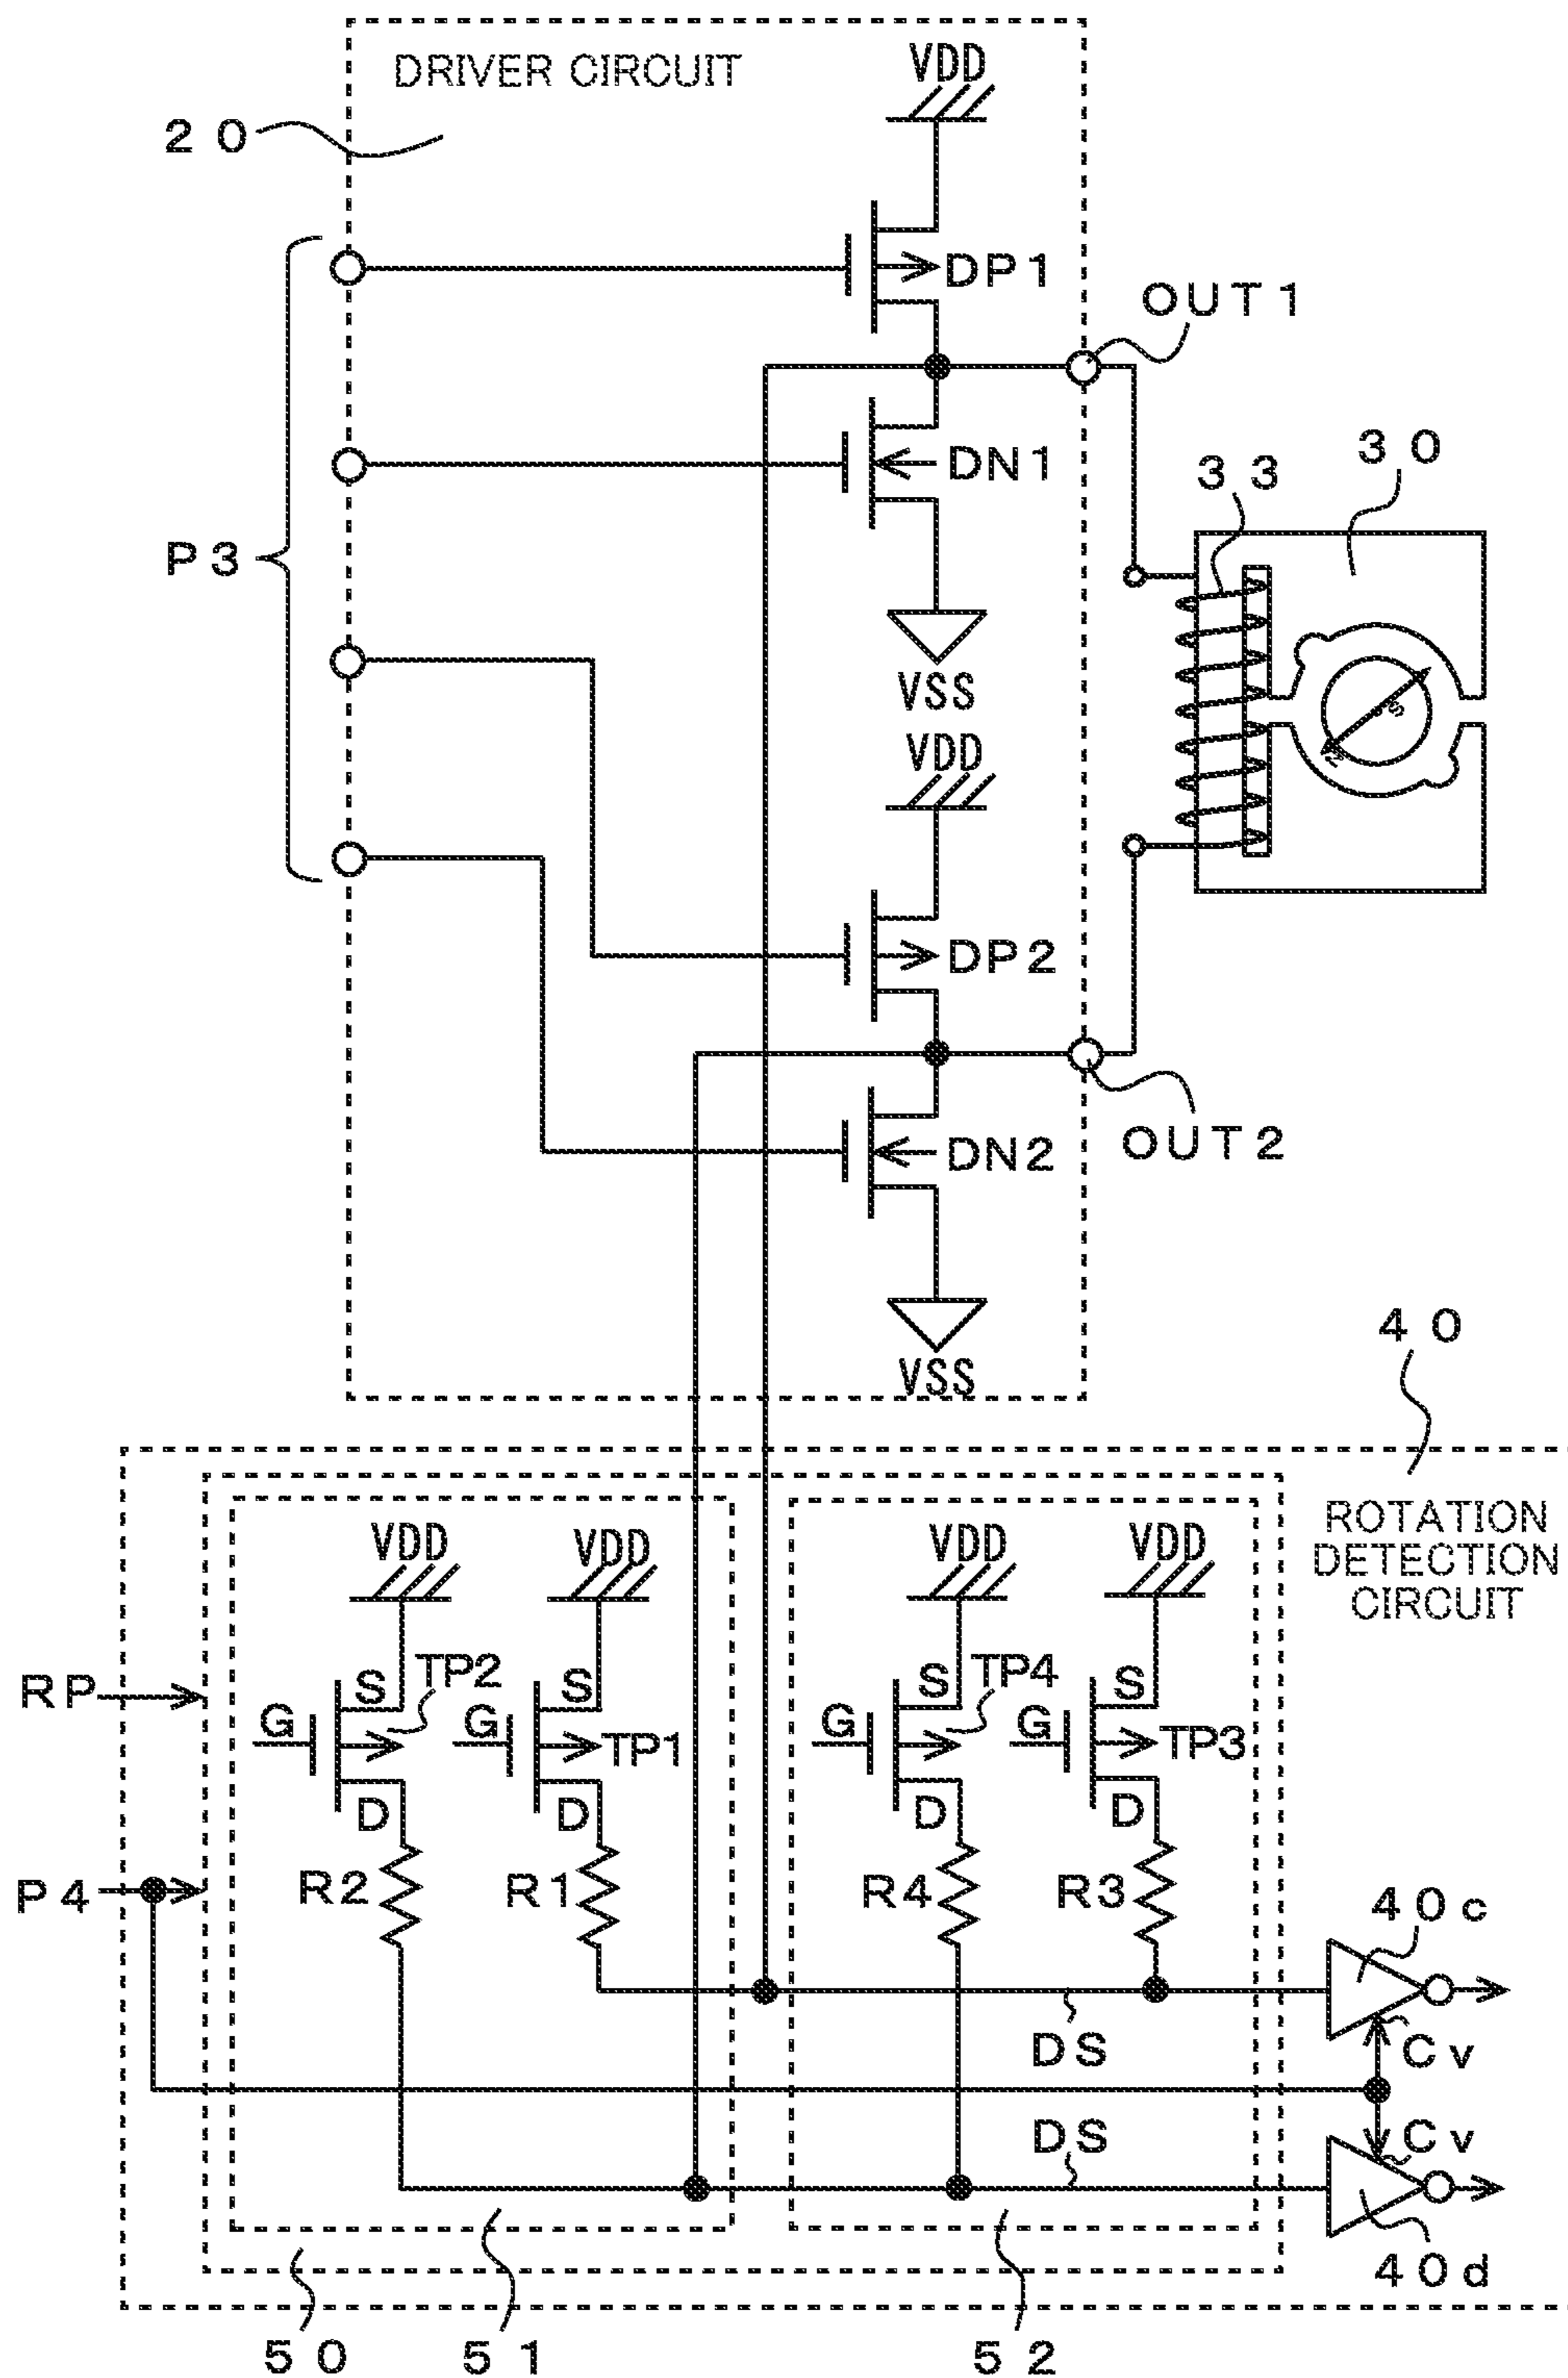 DRIVER CIRCUIT
VDD
20
DP1
OUT1
DN1
30
33
P3
VSS
VDD
S
N
DP2
OUT2
DN2
VSS
40
ROTATION
DETECTION
CIRCUIT
VDD
VDD
VDD
VDD
RP
G
S
TP2
G
S
TP1
G
S
TP4
G
S
TP3
D
D
D
D
P4
R2
R1
R4
R3
40c
DS
Cv
DS
Cv
40d
50
51
52